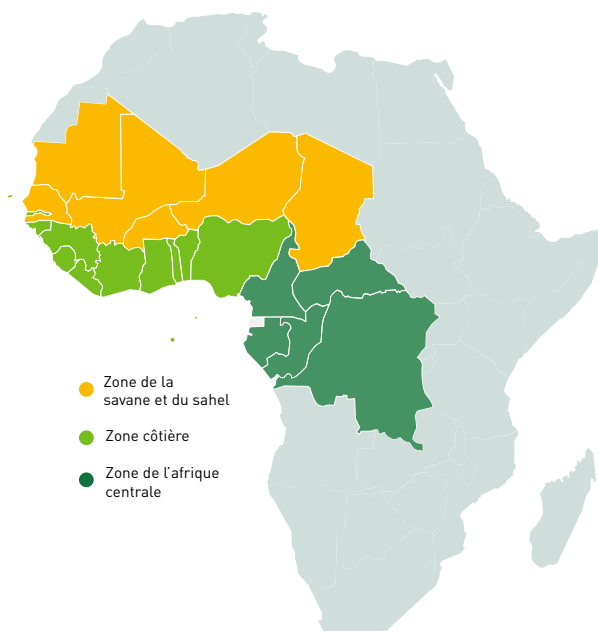 Zone de la
savane et du sahel
Zone côtière
Zone de l’afrique
centrale